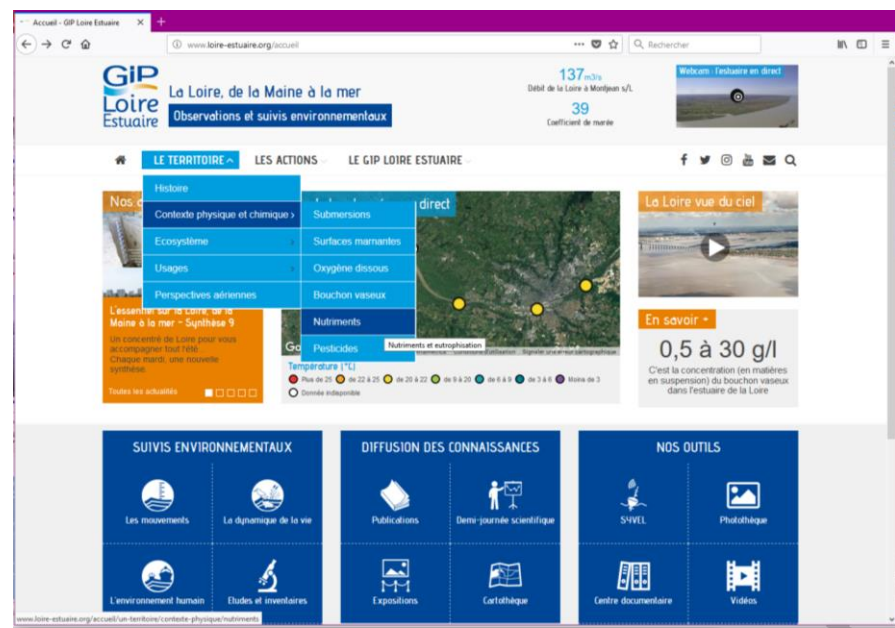 Accueil - GIP Loire Estuaire
www.loire-estuaire.org/accueil
Rechercher
GIP
Loire
Estuaire
La Loire, de la Maine à la mer
Observations et suivis environnementaux
137 m3/s
Débit de la Loire à Montjean s/L
39
Coefficient de marée
Webcam : l'estuaire en direct
LE TERRITOIRE
LES ACTIONS
LE GIP LOIRE ESTUAIRE
Histoire
Contexte physique et chimique
Ecosystème
Usages
Perspectives aériennes
Submersions
Surfaces marnantes
Oxygène dissous
Bouchon vaseux
Nutriments
Pesticides
Nutriments et eutrophisation
Nos
direct
L'essentiel sur la Loire, de la
Maine à la mer - Synthèse 9
Un concentré de Loire pour vous
accompagner tout l'été...
Chaque mardi, une nouvelle
synthèse.
Toutes les actualités
Go
Signaler une erreur cartographique
Température (°C)
Plus de 25 de 22 à 25 de 20 à 22 de 9 à 20 de 6 à 9 de 3 à 6 Moins de 3
Donnée indisponible
La Loire vue du ciel
En savoir +
0,5 à 30 g/l
C'est la concentration (en matières
en suspension) du bouchon vaseux
dans l'estuaire de la Loire
SUIVIS ENVIRONNEMENTAUX
Les mouvements
La dynamique de la vie
L'environnement humain
Etudes et inventaires
DIFFUSION DES CONNAISSANCES
Publications
Demi-journée scientifique
Expositions
Cartothèque
NOS OUTILS
SYVEL
Photothèque
Centre documentaire
Vidéos
www.loire-estuaire.org/accueil/un-territoire/contexte-physique/nutriments